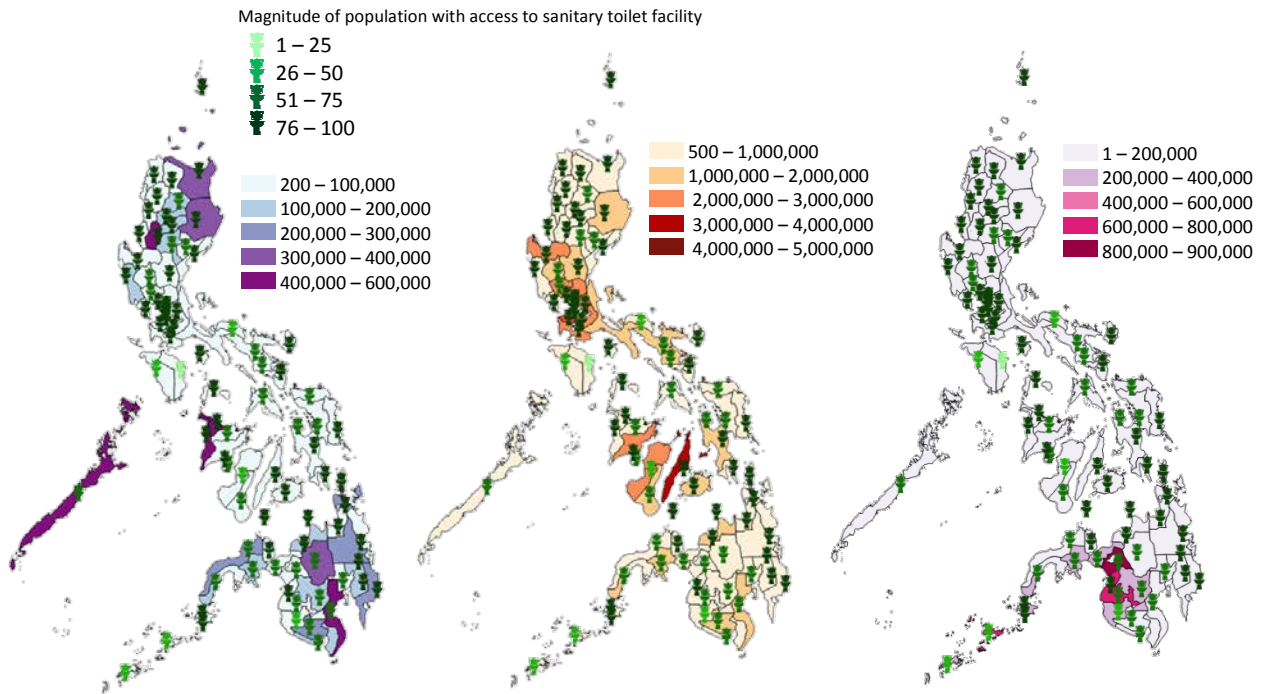 Magnitude of population with access to sanitary toilet facility
1 – 25
26 – 50
51 – 75
76 – 100
200 – 100,000
100,000 – 200,000
200,000 – 300,000
300,000 – 400,000
400,000 – 600,000
500 – 1,000,000
1,000,000 – 2,000,000
2,000,000 – 3,000,000
3,000,000 – 4,000,000
4,000,000 – 5,000,000
1 – 200,000
200,000 – 400,000
400,000 – 600,000
600,000 – 800,000
800,000 – 900,000